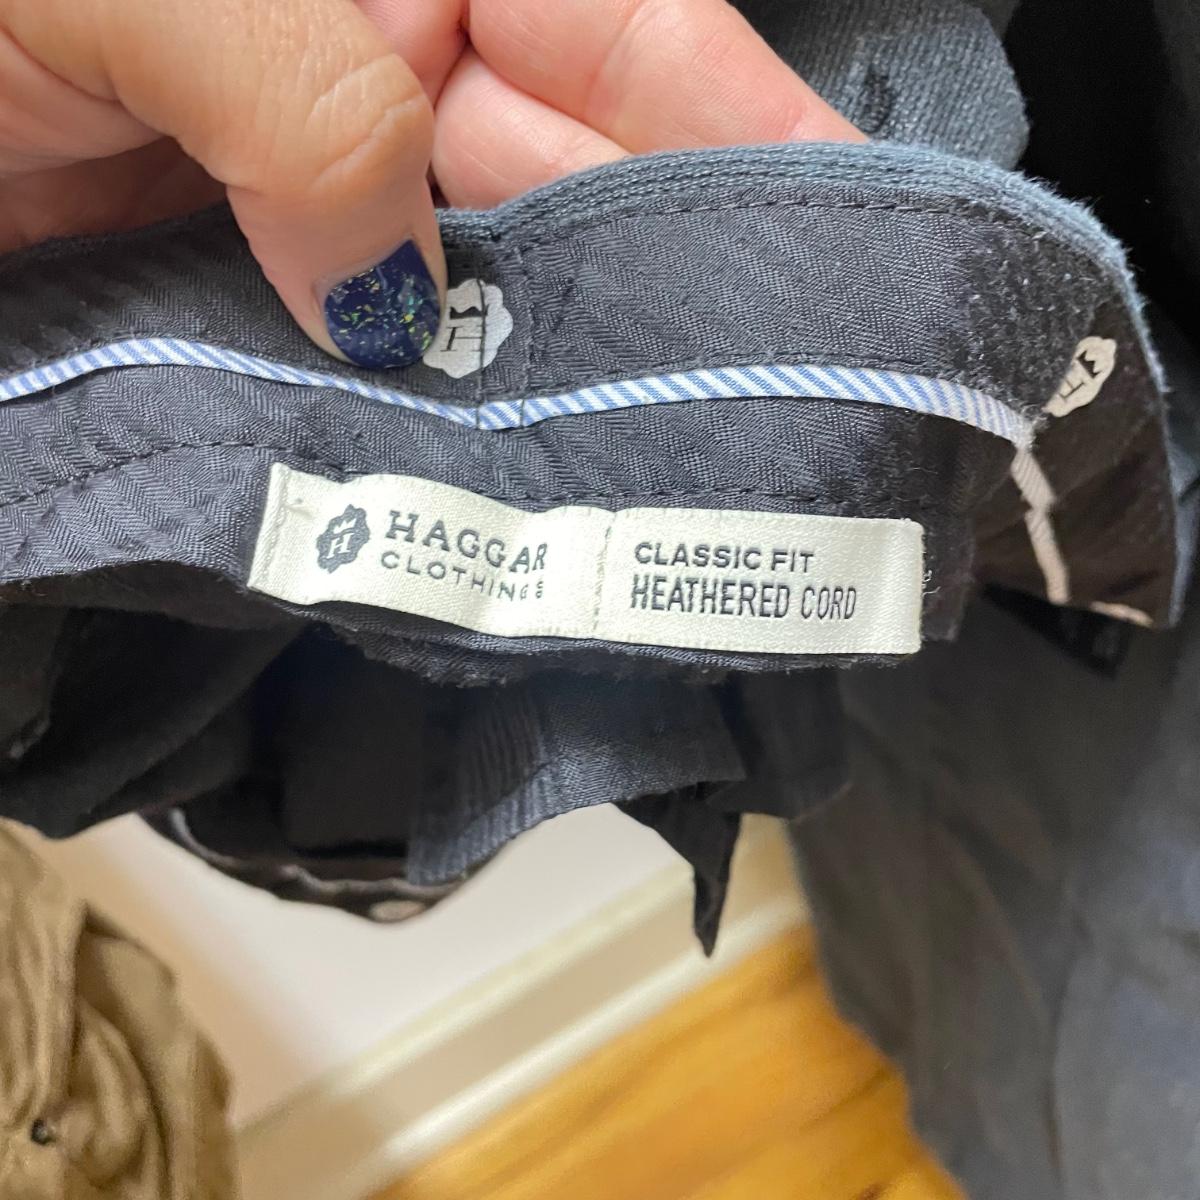 HAGGAR
CLOTHING
CLASSIC FIT
HEATHERED CORD